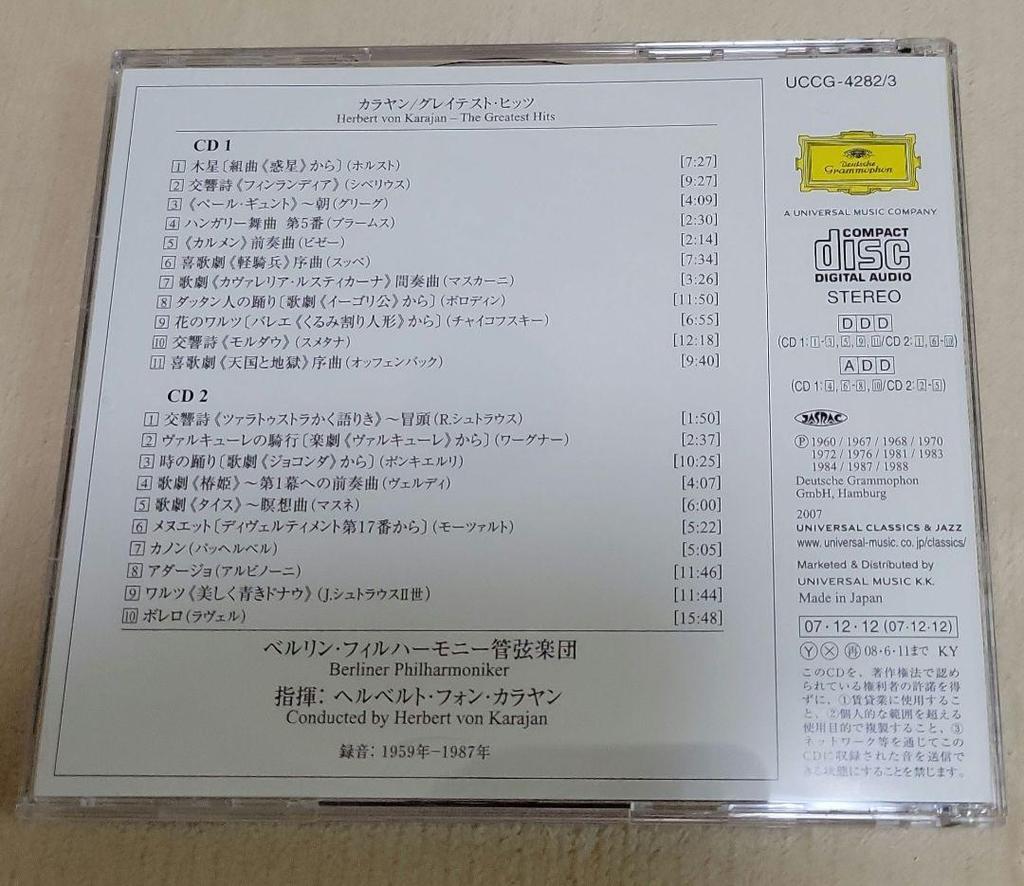 カラヤン/グレイテスト・ヒッツ
Herbert von Karajan – The Greatest Hits
CD 1
1 木星〔組曲《惑星》から〕(ホルスト) [7:27]
2 交響詩《フィンランディア》(シベリウス) [9:27]
3 《ペール・ギュント》～朝(グリーグ) [4:09]
4 ハンガリー舞曲 第5番(ブラームス) [2:30]
5 《カルメン》前奏曲(ビゼー) [2:14]
6 喜歌劇《軽騎兵》序曲(スッペ) [7:34]
7 歌劇《カヴァレリア・ルスティカーナ》間奏曲(マスカーニ) [3:26]
8 ダッタン人の踊り〔歌劇《イーゴリ公》から〕(ボロディン) [11:50]
9 花のワルツ〔バレエ《くるみ割り人形》から〕(チャイコフスキー) [6:55]
10 交響詩《モルダウ》(スメタナ) [12:18]
11 喜歌劇《天国と地獄》序曲(オッフェンバック) [9:40]
CD 2
1 交響詩《ツァラトゥストラかく語りき》～冒頭(R.シュトラウス) [1:50]
2 ヴァルキューレの騎行〔楽劇《ヴァルキューレ》から〕(ワーグナー) [2:37]
3 時の踊り〔歌劇《ジョコンダ》から〕(ポンキエルリ) [10:25]
4 歌劇《椿姫》～第1幕への前奏曲(ヴェルディ) [4:07]
5 歌劇《タイス》～瞑想曲(マスネ) [6:00]
6 メヌエット〔ディヴェルティメント第17番から〕(モーツァルト) [5:22]
7 カノン(パッヘルベル) [5:05]
8 アダージョ(アルビノーニ) [11:46]
9 ワルツ《美しく青きドナウ》(J.シュトラウスII世) [11:44]
10 ボレロ(ラヴェル) [15:48]
ベルリン・フィルハーモニー管弦楽団
Berliner Philharmoniker
指揮：ヘルベルト・フォン・カラヤン
Conducted by Herbert von Karajan
録音：1959年–1987年
UCCG-4282/3
Deutsche
Grammophon
A UNIVERSAL MUSIC COMPANY
COMPACT
disc
DIGITAL AUDIO
STEREO
DDD
(CD 1:1-3,5,9,11/CD 2:1,6-10)
ADD
(CD 1:4,6-8,10/CD 2:2-5)
JASRAC
Ⓟ 1960 / 1967 / 1968 / 1970
1972 / 1976 / 1981 / 1983
1984 / 1987 / 1988
Deutsche Grammophon
GmbH, Hamburg
2007
UNIVERSAL CLASSICS & JAZZ
www. universal-music. co. jp/classics/
Marketed & Distributed by
UNIVERSAL MUSIC K.K.
Made in Japan
07・12・12 (07・12・12)
Ⓨ Ⓧ 再 08・6・11まで KY
このCDを、著作権法で認め
られている権利者の許諾を得
ずに、①賃貸業に使用するこ
と、②個人的な範囲を超える
使用目的で複製すること、③
ネットワーク等を通じてこの
CDに収録された音を送信で
きる状態にすることを禁じます。